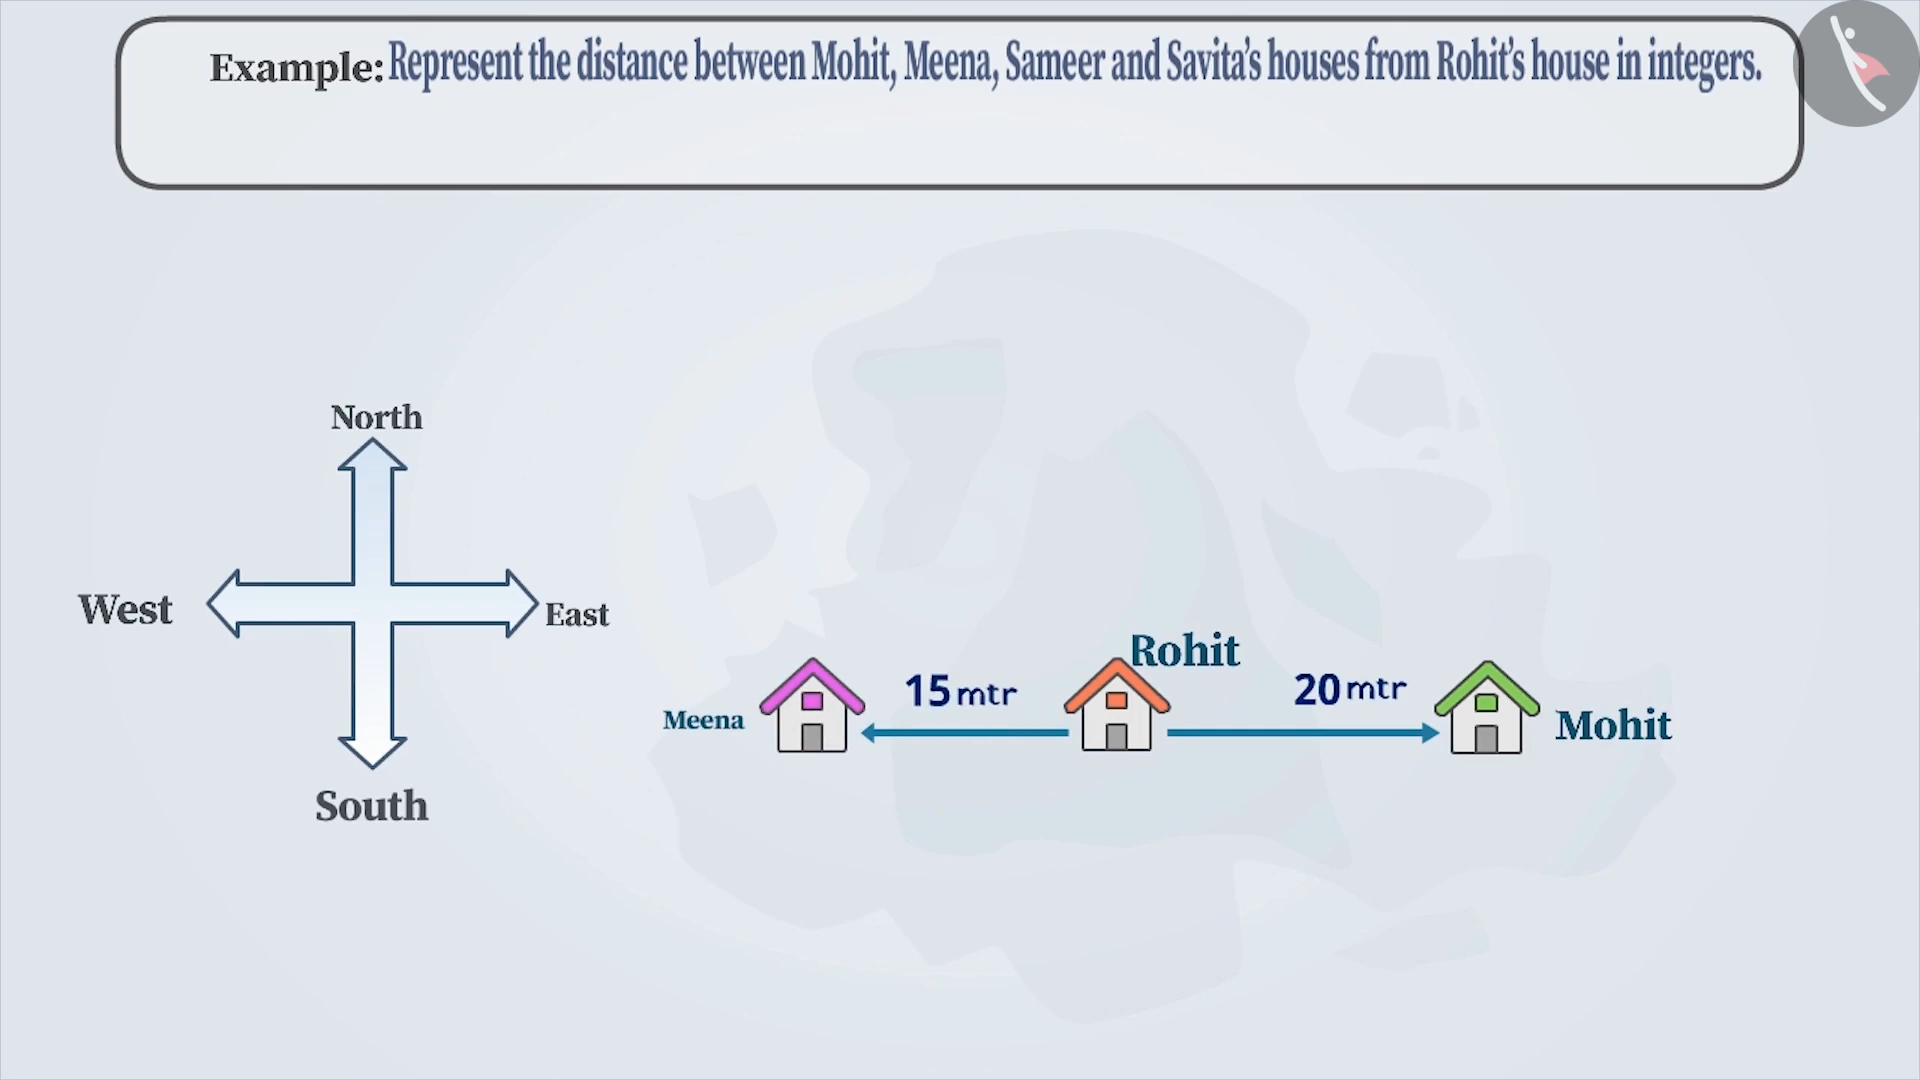 Example: Represent the distance between Mohit, Meena, Sameer and Savita's houses from Rohit's house in integers.
North
West
East
South
Rohit
15 mtr
20 mtr
Meena
Mohit